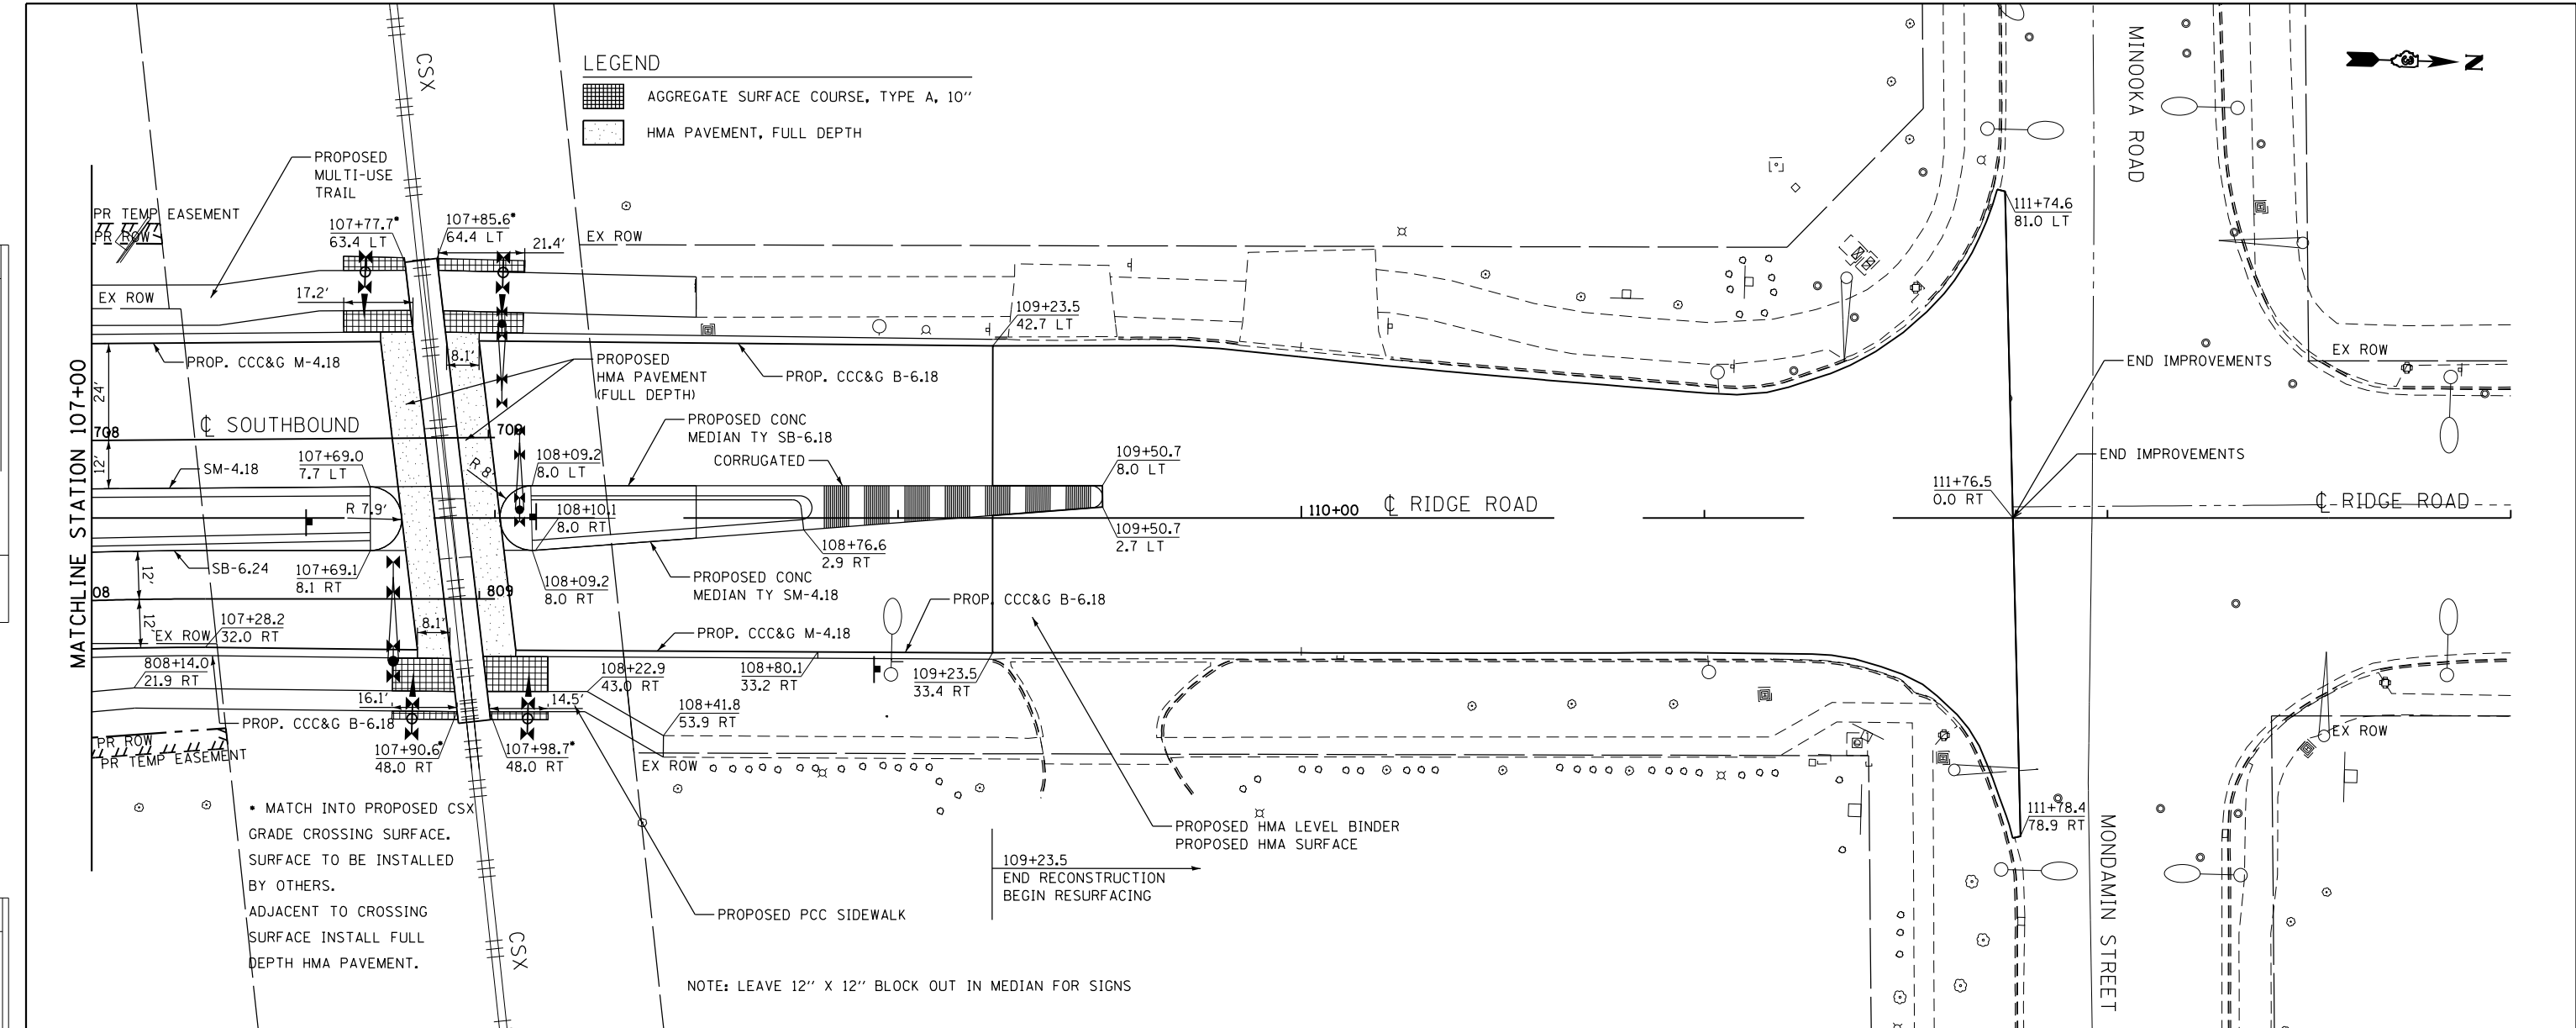 CSX
LEGEND
AGGREGATE SURFACE COURSE, TYPE A, 10"
HMA PAVEMENT, FULL DEPTH
MINOOKA ROAD
N
PROPOSED
MULTI-USE
TRAIL
PR TEMP EASEMENT
PR ROW
107+77.7*
63.4 LT
107+85.6*
64.4 LT
21.4'
EX ROW
111+74.6
81.0 LT
EX ROW
17.2'
109+23.5
42.7 LT
PROP. CCC&G M-4.18
8.1'
PROPOSED
HMA PAVEMENT
(FULL DEPTH)
PROP. CCC&G B-6.18
END IMPROVEMENTS
EX ROW
MATCHLINE STATION 107+00
24'
708
℄ SOUTHBOUND
709
PROPOSED CONC
MEDIAN TY SB-6.18
CORRUGATED
12'
SM-4.18
107+69.0
7.7 LT
R 8'
108+09.2
8.0 LT
109+50.7
8.0 LT
END IMPROVEMENTS
111+76.5
0.0 RT
R 7.9'
108+10.1
8.0 RT
110+00
℄ RIDGE ROAD
℄ RIDGE ROAD
108+76.6
2.9 RT
109+50.7
2.7 LT
12'
SB-6.24
107+69.1
8.1 RT
108+09.2
8.0 RT
PROPOSED CONC
MEDIAN TY SM-4.18
08
809
12'
107+28.2
32.0 RT
EX ROW
8.1'
PROP. CCC&G B-6.18
PROP. CCC&G M-4.18
808+14.0
21.9 RT
108+22.9
43.0 RT
108+80.1
33.2 RT
109+23.5
33.4 RT
16.1'
14.5'
108+41.8
53.9 RT
PROP. CCC&G B-6.18
PR ROW
PR TEMP EASEMENT
107+90.6*
48.0 RT
107+98.7*
48.0 RT
EX ROW
EX ROW
* MATCH INTO PROPOSED CSX
GRADE CROSSING SURFACE.
SURFACE TO BE INSTALLED
BY OTHERS.
ADJACENT TO CROSSING
SURFACE INSTALL FULL
DEPTH HMA PAVEMENT.
PROPOSED HMA LEVEL BINDER
PROPOSED HMA SURFACE
111+78.4
78.9 RT
109+23.5
END RECONSTRUCTION
BEGIN RESURFACING
PROPOSED PCC SIDEWALK
CSX
MONDAMIN STREET
NOTE: LEAVE 12" X 12" BLOCK OUT IN MEDIAN FOR SIGNS